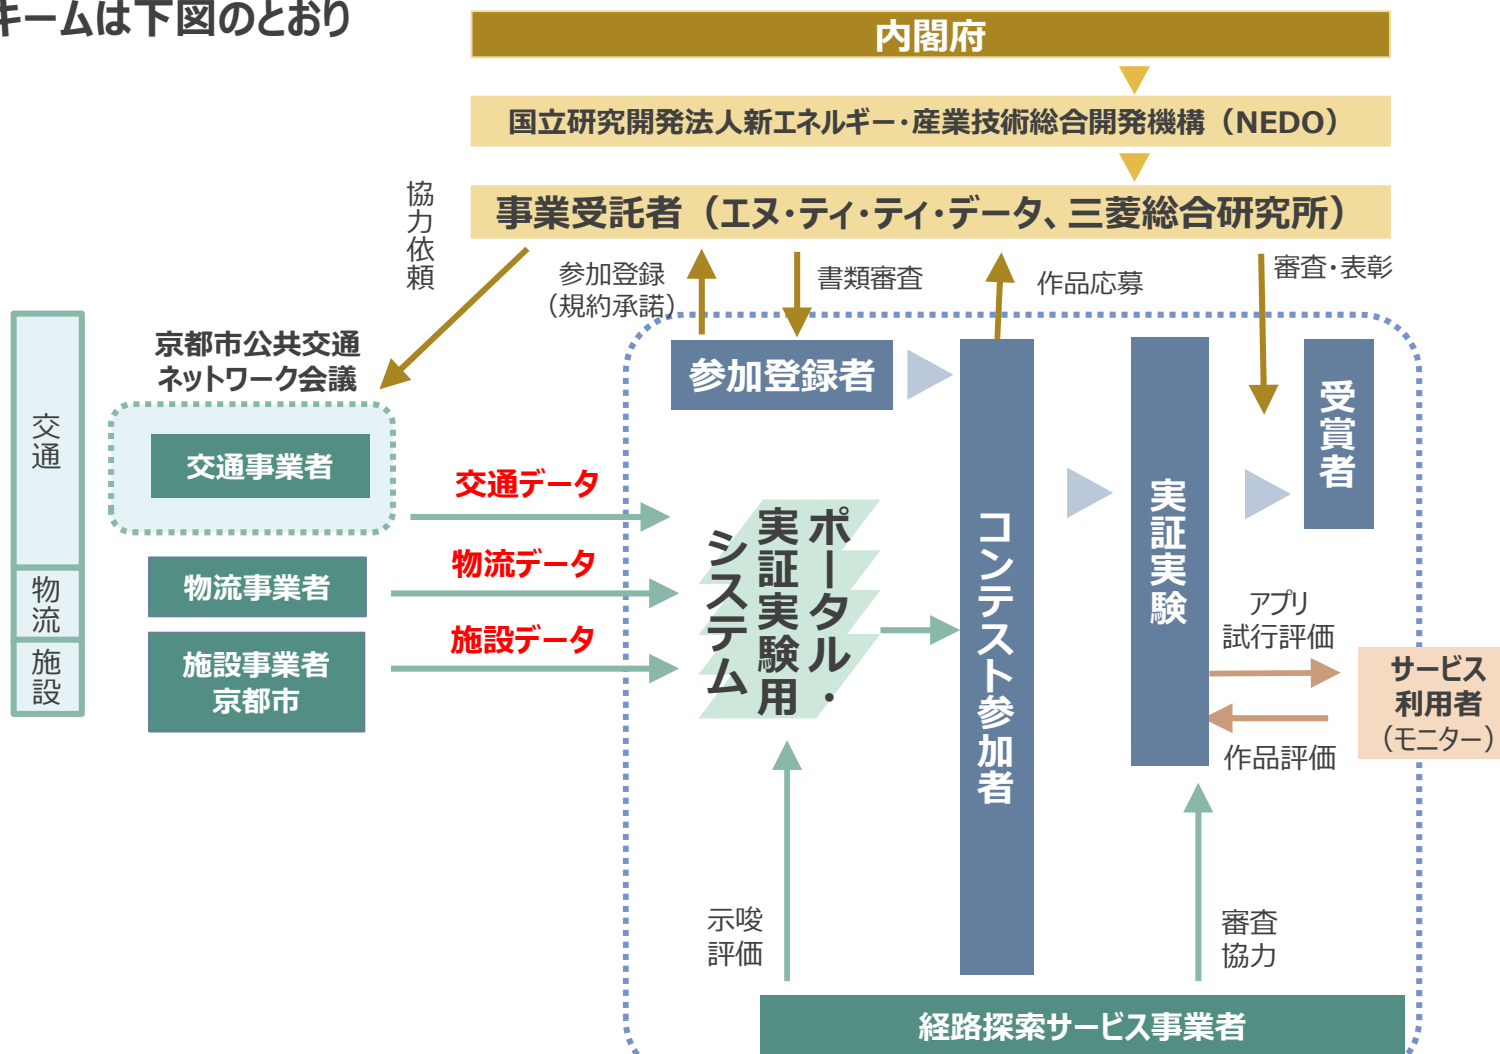 キームは下図のとおり
内閣府
国立研究開発法人新エネルギー・産業技術総合開発機構（NEDO）
事業受託者（エヌ・ティ・ティ・データ、三菱総合研究所）
協力依頼
参加登録
（規約承諾）
書類審査
作品応募
審査・表彰
京都市公共交通
ネットワーク会議
交通
交通事業者
物流
物流事業者
施設
施設事業者
京都市
交通データ
物流データ
施設データ
参加登録者
ポータル・
実証実験用
システム
コンテスト参加者
実証実験
受賞者
アプリ
試行評価
サービス
利用者
（モニター）
作品評価
示唆
評価
審査
協力
経路探索サービス事業者